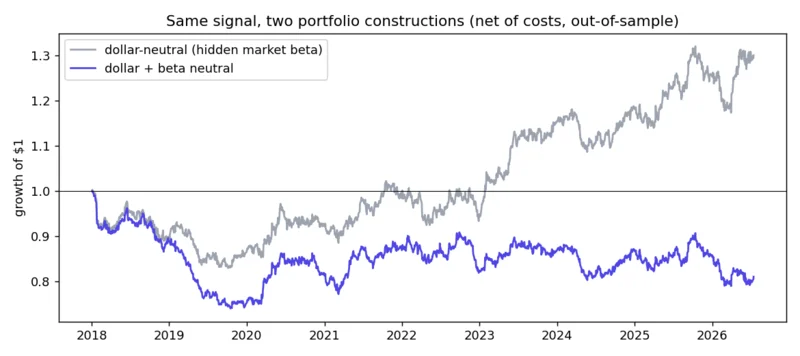 Same signal, two portfolio constructions (net of costs, out-of-sample)
dollar-neutral (hidden market beta)
dollar + beta neutral
growth of $1
1.3
1.2
1.1
1.0
0.9
0.8
2018 2019 2020 2021 2022 2023 2024 2025 2026